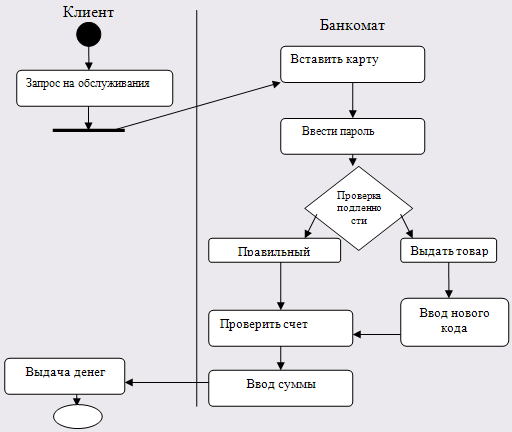 Клиент
Банкомат
Запрос на обслуживания
Вставить карту
Ввести пароль
Проверка
подленно
сти
Правильный
Выдать товар
Проверить счет
Ввод нового
кода
Выдача денег
Ввод суммы